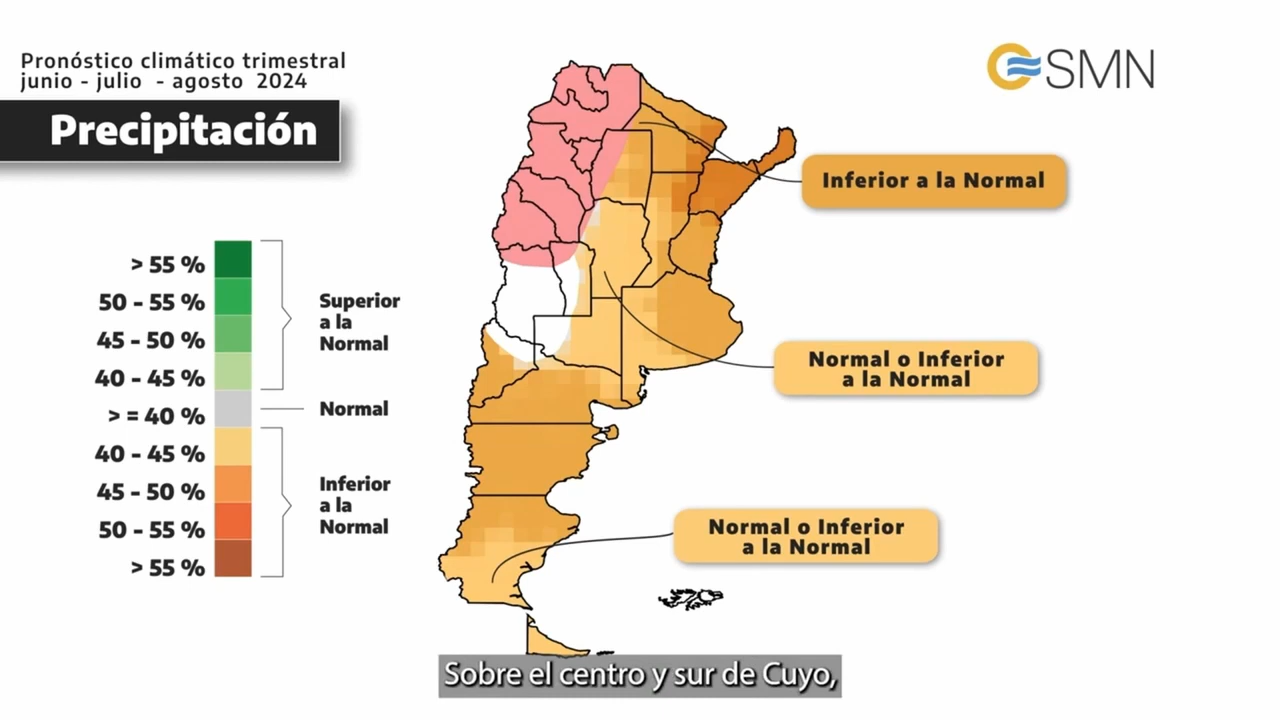 Pronóstico climático trimestral
junio - julio - agosto 2024
Precipitación
SMN
> 55 %
50 - 55 %
45 - 50 %
40 - 45 %
> = 40 %
40 - 45 %
45 - 50 %
50 - 55 %
> 55 %
Superior
a la
Normal
Normal
Inferior
a la
Normal
Inferior a la Normal
Normal o Inferior
a la Normal
Normal o Inferior
a la Normal
Sobre el centro y sur de Cuyo,